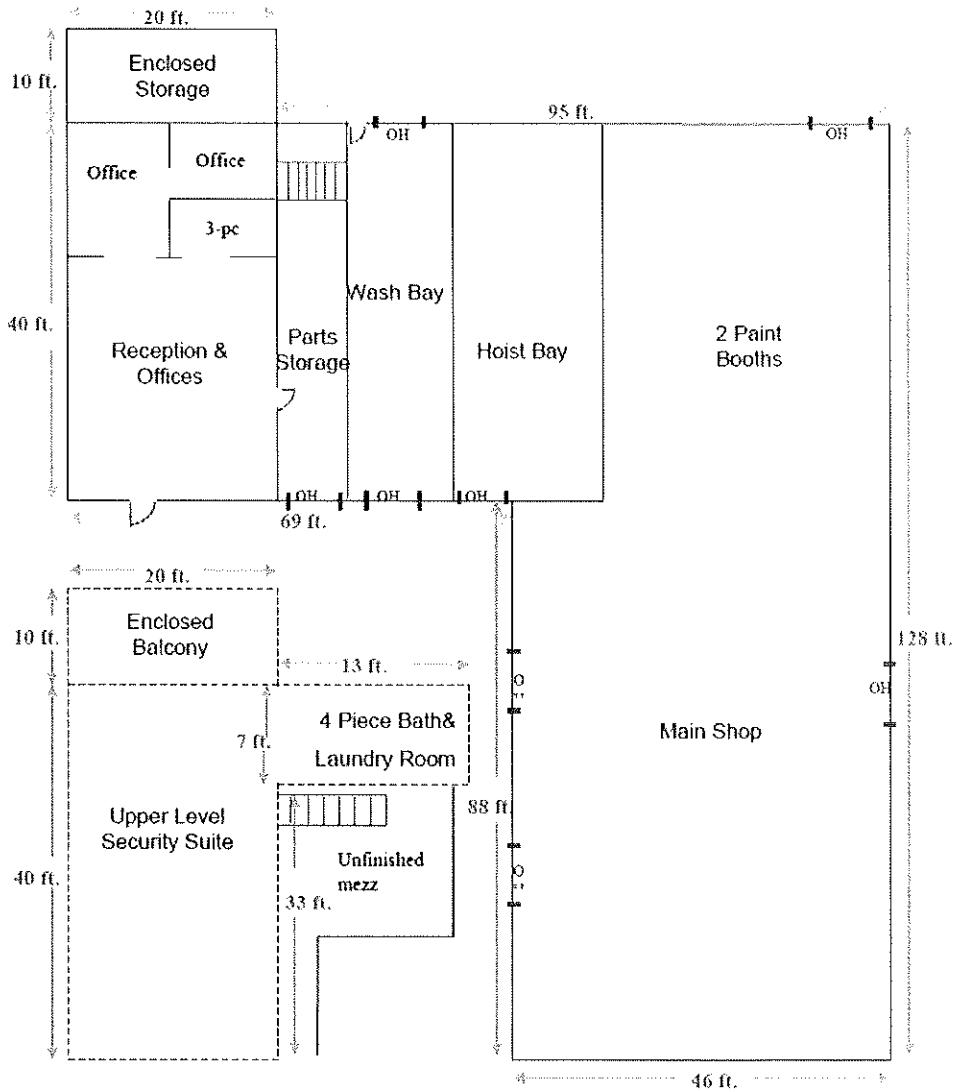 20 ft.
Enclosed
Storage
10 ft.
95 ft.
OH
OH
Office
Office
3-pc
Wash Bay
40 ft.
Reception &
Offices
Parts
Storage
Hoist Bay
2 Paint
Booths
OH
OH
OH
69 ft.
20 ft.
10 ft.
Enclosed
Balcony
13 ft.
128 ft.
OH
7 ft.
4 Piece Bath&
Laundry Room
Main Shop
88 ft.
Upper Level
Security Suite
40 ft.
Unfinished
mezz
33 ft.
46 ft.